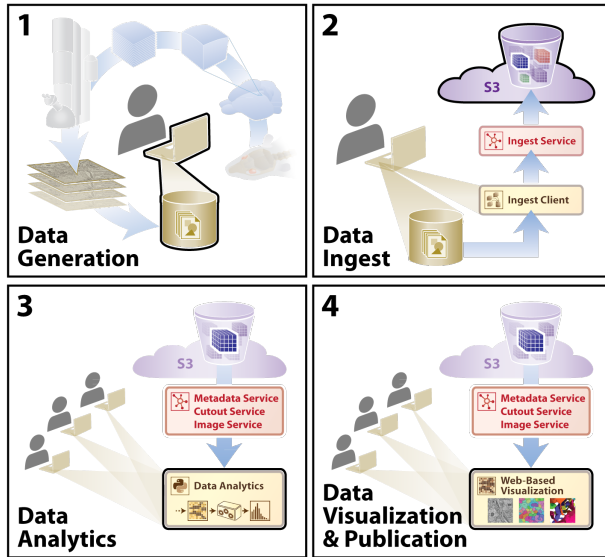 1
Data
Generation
2
S3
Ingest Service
Ingest Client
Data
Ingest
3
S3
Metadata Service
Cutout Service
Image Service
Data Analytics
Data
Analytics
4
S3
Metadata Service
Cutout Service
Image Service
Web-Based
Visualization
Data
Visualization
& Publication